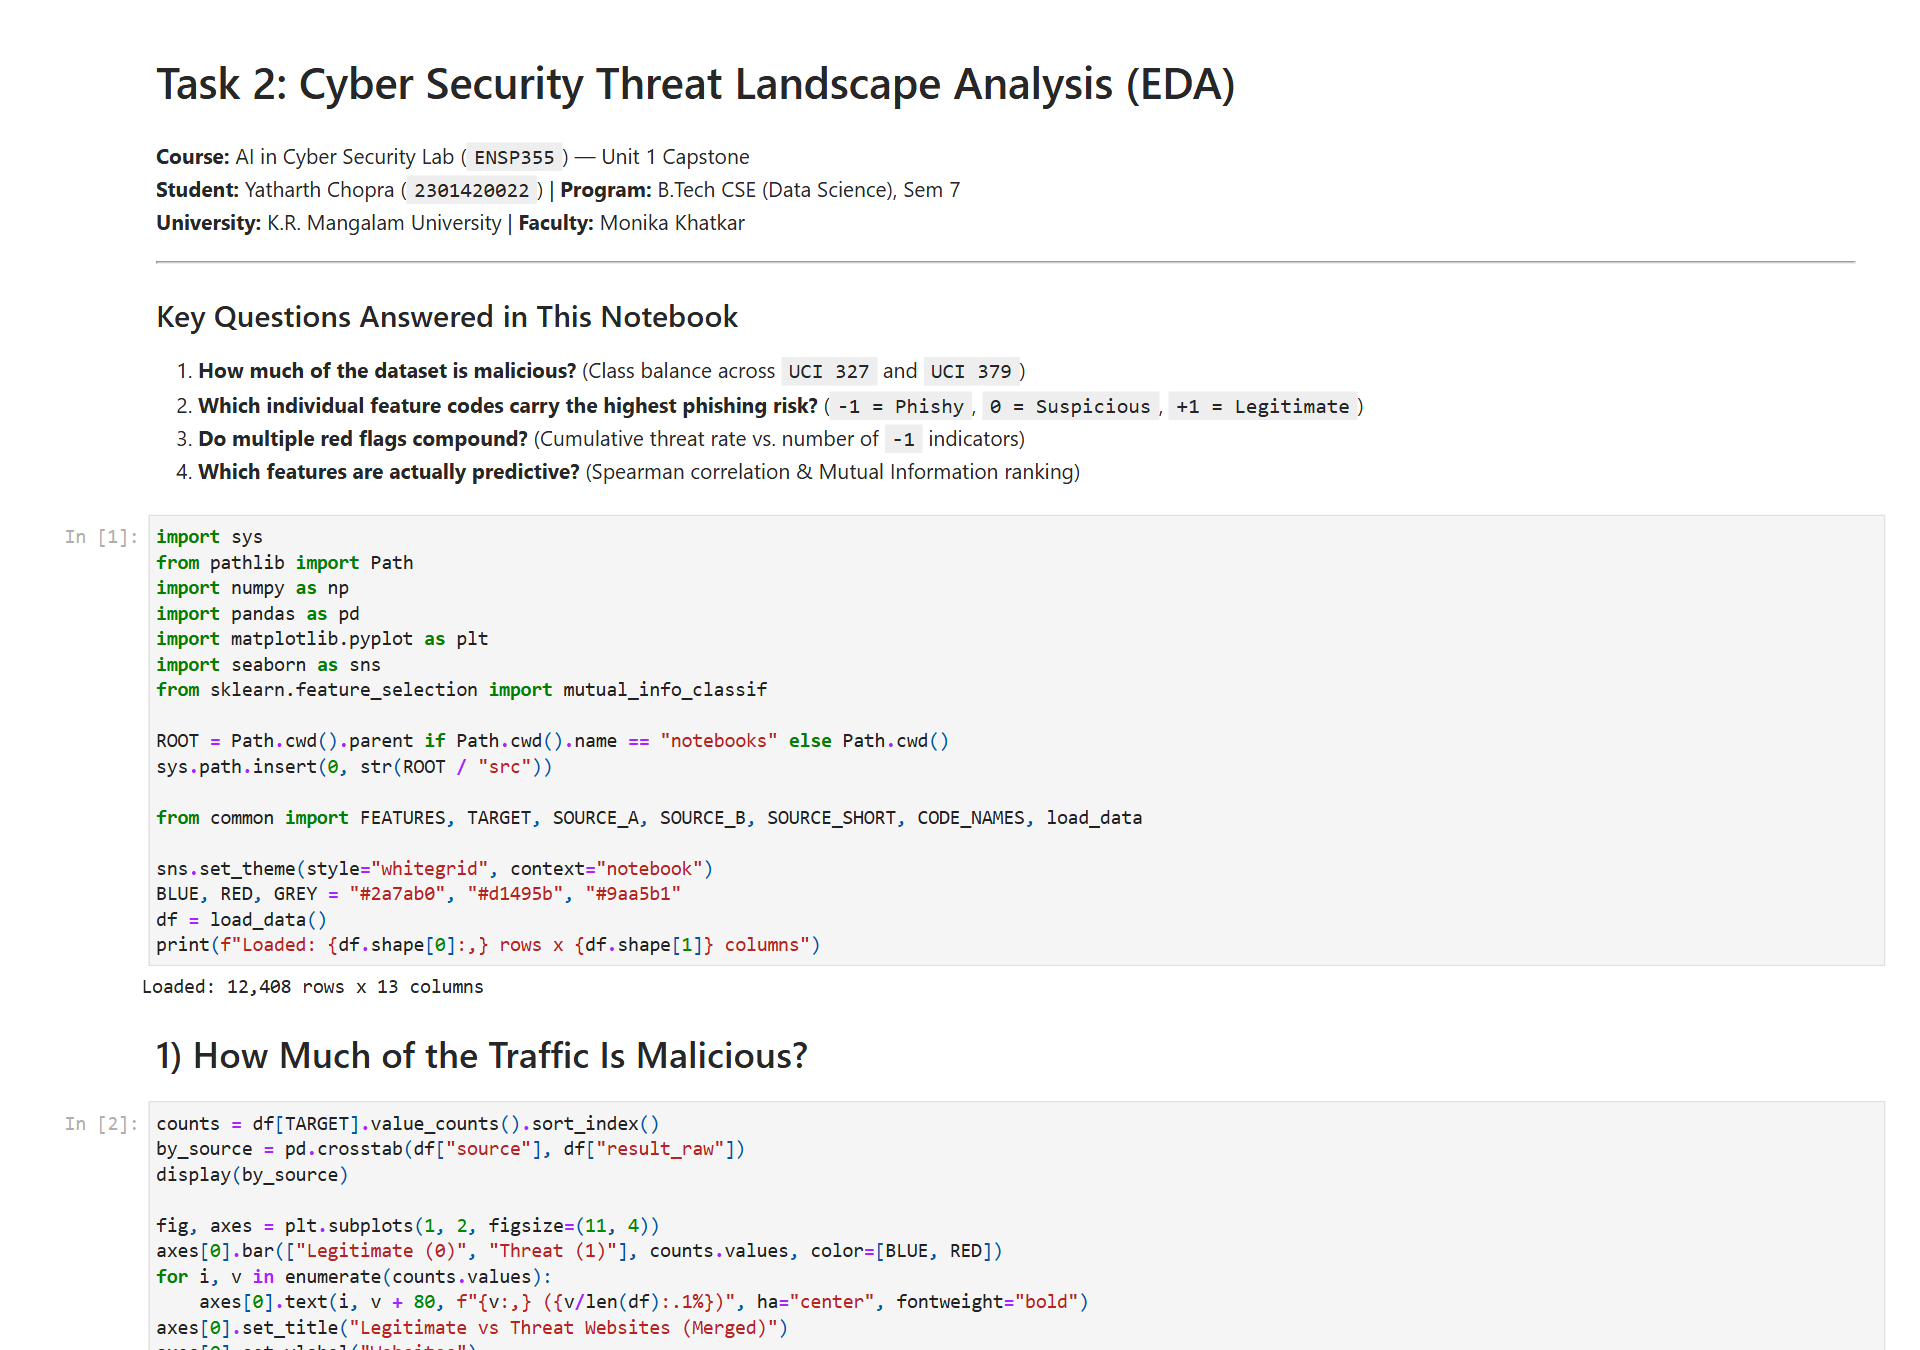 Task 2: Cyber Security Threat Landscape Analysis (EDA)
Course: AI in Cyber Security Lab ( ENSP355 ) — Unit 1 Capstone
Student: Yatharth Chopra ( 2301420022 ) | Program: B.Tech CSE (Data Science), Sem 7
University: K.R. Mangalam University | Faculty: Monika Khatkar
Key Questions Answered in This Notebook
1. How much of the dataset is malicious? (Class balance across UCI 327 and UCI 379 )
2. Which individual feature codes carry the highest phishing risk? ( -1 = Phishy , 0 = Suspicious , +1 = Legitimate )
3. Do multiple red flags compound? (Cumulative threat rate vs. number of -1 indicators)
4. Which features are actually predictive? (Spearman correlation & Mutual Information ranking)
In [1]: import sys
from pathlib import Path
import numpy as np
import pandas as pd
import matplotlib.pyplot as plt
import seaborn as sns
from sklearn.feature_selection import mutual_info_classif
ROOT = Path.cwd().parent if Path.cwd().name == "notebooks" else Path.cwd()
sys.path.insert(0, str(ROOT / "src"))
from common import FEATURES, TARGET, SOURCE_A, SOURCE_B, SOURCE_SHORT, CODE_NAMES, load_data
sns.set_theme(style="whitegrid", context="notebook")
BLUE, RED, GREY = "#2a7ab0", "#d1495b", "#9aa5b1"
df = load_data()
print(f"Loaded: {df.shape[0]:,} rows x {df.shape[1]} columns")
Loaded: 12,408 rows x 13 columns
1) How Much of the Traffic Is Malicious?
In [2]: counts = df[TARGET].value_counts().sort_index()
by_source = pd.crosstab(df["source"], df["result_raw"])
display(by_source)
fig, axes = plt.subplots(1, 2, figsize=(11, 4))
axes[0].bar(["Legitimate (0)", "Threat (1)"], counts.values, color=[BLUE, RED])
for i, v in enumerate(counts.values):
    axes[0].text(i, v + 80, f"{v:,} ({v/len(df):.1%})", ha="center", fontweight="bold")
axes[0].set_title("Legitimate vs Threat Websites (Merged)")
axes[0].set_ylabel("Websites")